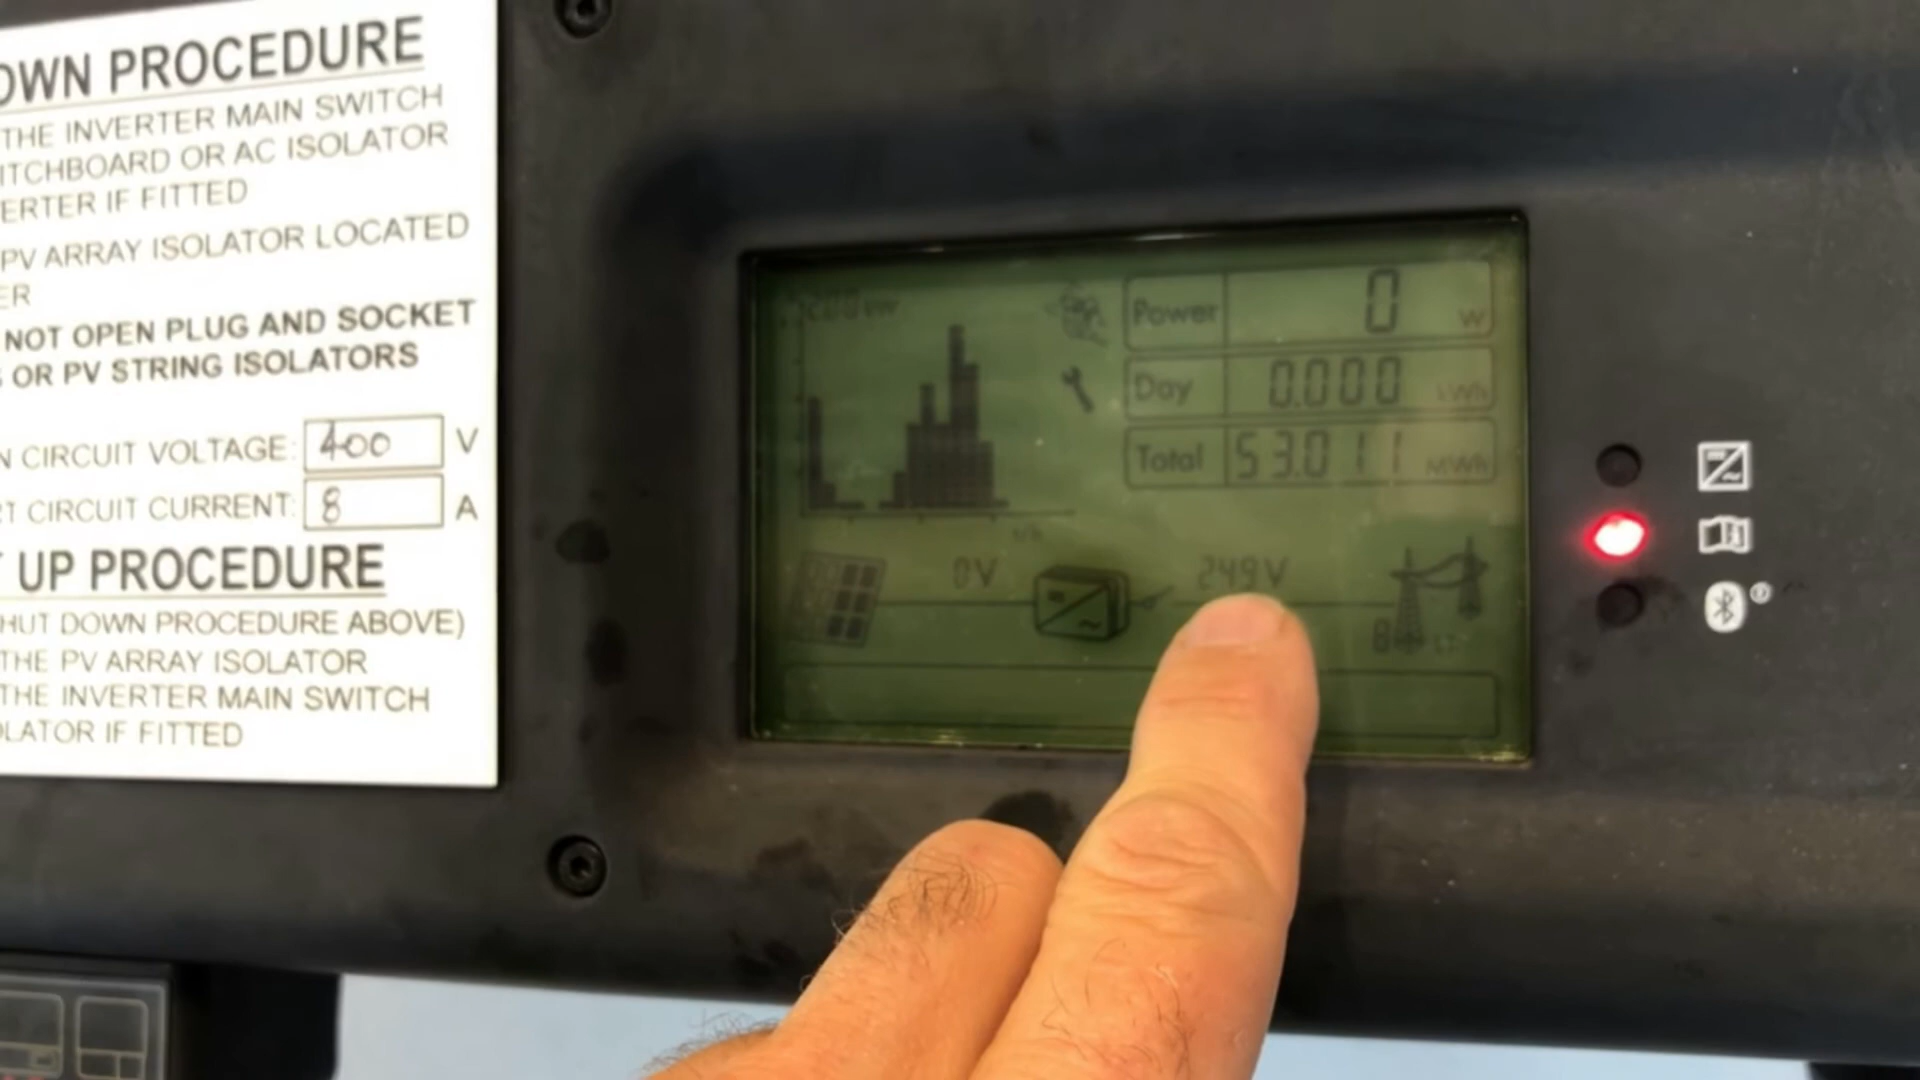 OWN PROCEDURE
THE INVERTER MAIN SWITCH
ITCHBOARD OR AC ISOLATOR
ERTER IF FITTED
PV ARRAY ISOLATOR LOCATED
ER
NOT OPEN PLUG AND SOCKET
OR PV STRING ISOLATORS
N CIRCUIT VOLTAGE: 400 V
T CIRCUIT CURRENT: 8 A
UP PROCEDURE
HUT DOWN PROCEDURE ABOVE)
THE PV ARRAY ISOLATOR
THE INVERTER MAIN SWITCH
OLATOR IF FITTED
Power 0 W
Day 0.000 kWh
Total 53.011 MWh
0V
249V